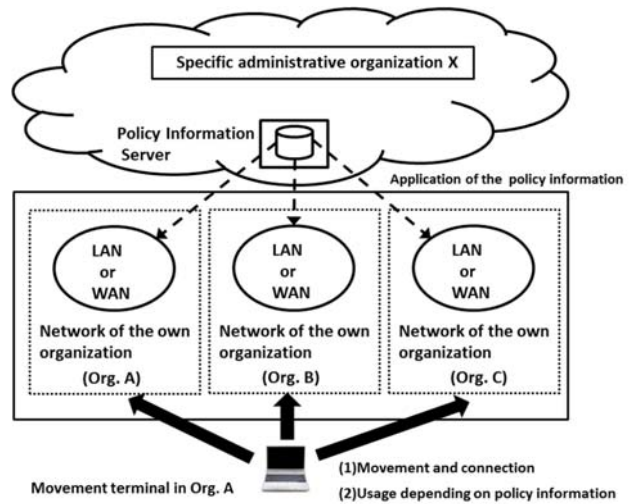 Specific administrative organization X
Policy Information
Server
Application of the policy information
LAN
or
WAN
Network of the own
organization
(Org. A)
LAN
or
WAN
Network of the own
organization
(Org. B)
LAN
or
WAN
Network of the own
organization
(Org. C)
Movement terminal in Org. A
(1)Movement and connection
(2)Usage depending on policy information